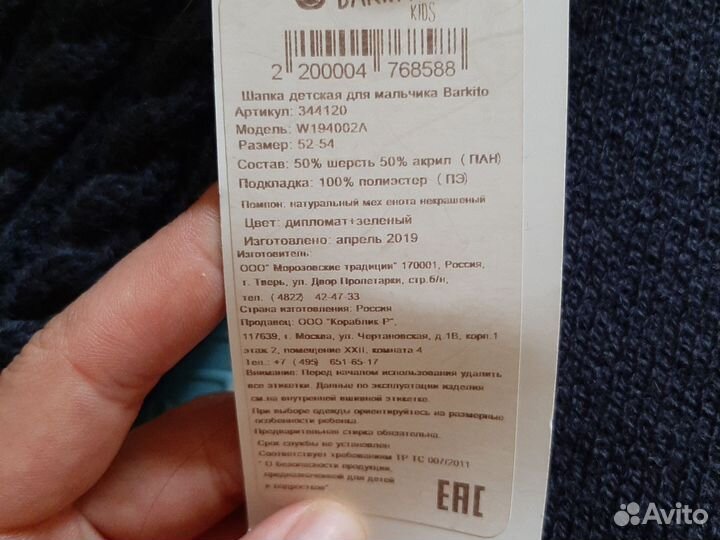 KIDS
2 200004 768588
Шапка детская для мальчика Barkito
Артикул: 344120
Модель: W194002A
Размер: 52-54
Состав: 50% шерсть 50% акрил ( ПАН)
Подкладка: 100% полиэстер ( ПЭ)
Помпон: натуральный мех енота некрашеный
Цвет: дипломат+зеленый
Изготовлено: апрель 2019
Изготовитель:
ООО" Морозовские традиции" 170001, Россия,
г. Тверь, ул. Двор Пролетарки, стр.б/н,
тел. ( 4822) 42-47-33
Страна изготовления: Россия
Продавец: ООО "Кораблик-Р",
117639, г. Москва, ул. Чертановская, д.1В, корп.1
этаж 2, помещение XXII, комната 4
Тел.: +7 ( 495) 651-65-17
Внимание: Перед началом использования удалить
все этикетки. Данные по эксплуатации изделия
см.на внутренней вшивной этикетке.
При выборе одежды ориентируйтесь на размерные
особенности ребенка.
Предварительная стирка обязательна.
Срок службы не установлен
Соответствует требованиям ТР ТС 007/2011
" О безопасности продукции,
предназначенной для детей
и подростков"
EAC
Avito